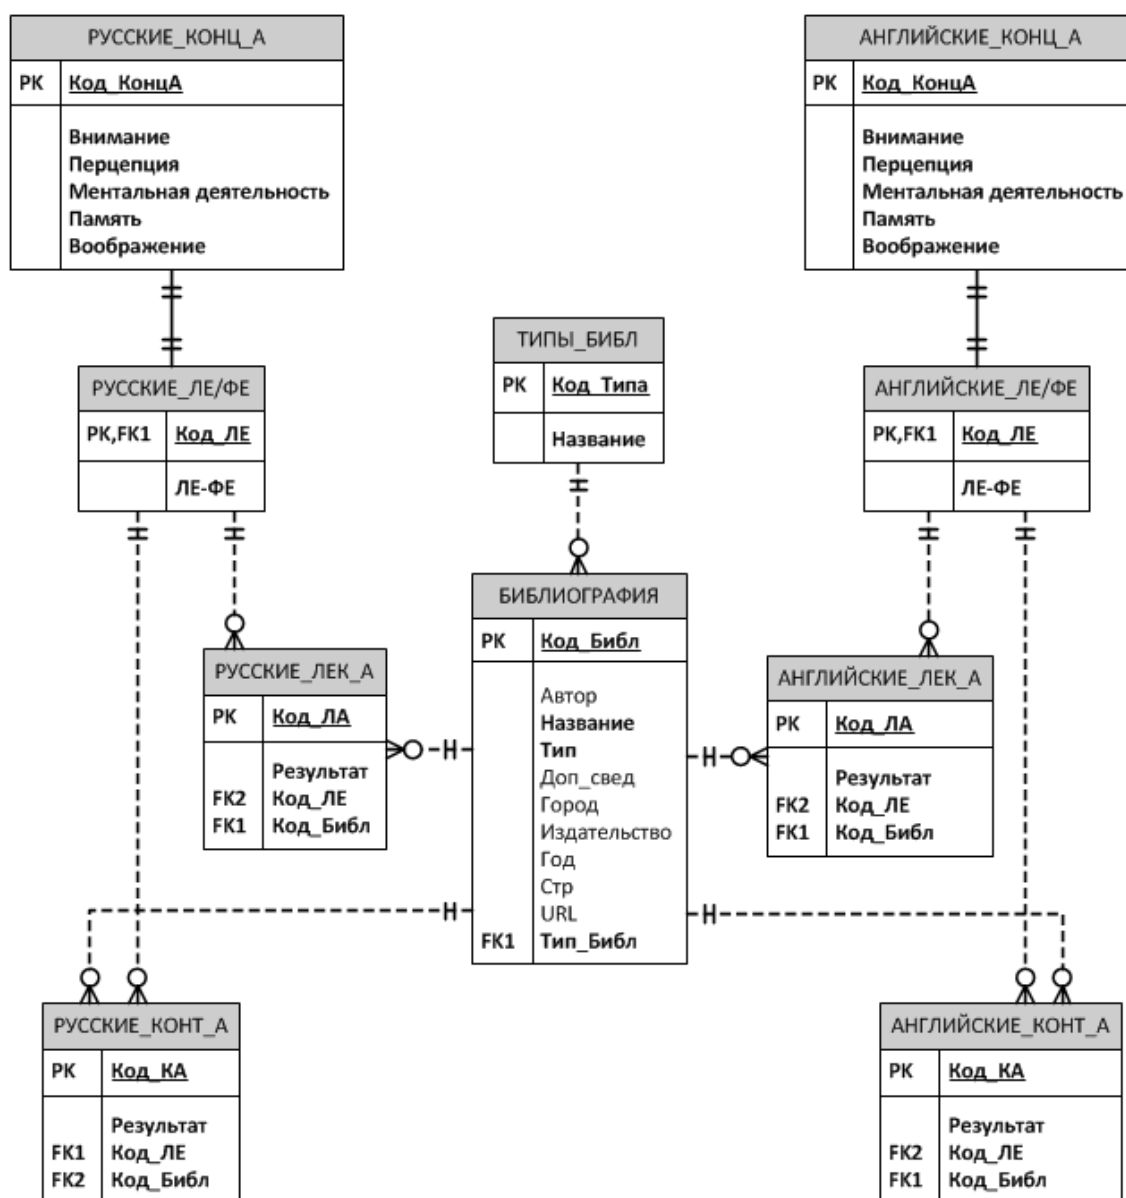 РУССКИЕ_КОНЦ_А
PK Код_КонцА
Внимание
Перцепция
Ментальная деятельность
Память
Воображение
АНГЛИЙСКИЕ_КОНЦ_А
PK Код_КонцА
Внимание
Перцепция
Ментальная деятельность
Память
Воображение
РУССКИЕ_ЛЕ/ФЕ
PK,FK1 Код_ЛЕ
ЛЕ-ФЕ
ТИПЫ_БИБЛ
PK Код_Типа
Название
АНГЛИЙСКИЕ_ЛЕ/ФЕ
PK,FK1 Код_ЛЕ
ЛЕ-ФЕ
РУССКИЕ_ЛЕК_А
PK Код_ЛА
Результат
FK2 Код_ЛЕ
FK1 Код_Библ
БИБЛИОГРАФИЯ
PK Код_Библ
Автор
Название
Тип
Доп_свед
Город
Издательство
Год
Стр
URL
FK1 Тип_Библ
АНГЛИЙСКИЕ_ЛЕК_А
PK Код_ЛА
Результат
FK2 Код_ЛЕ
FK1 Код_Библ
РУССКИЕ_КОНТ_А
PK Код_КА
Результат
FK1 Код_ЛЕ
FK2 Код_Библ
АНГЛИЙСКИЕ_КОНТ_А
PK Код_КА
Результат
FK2 Код_ЛЕ
FK1 Код_Библ